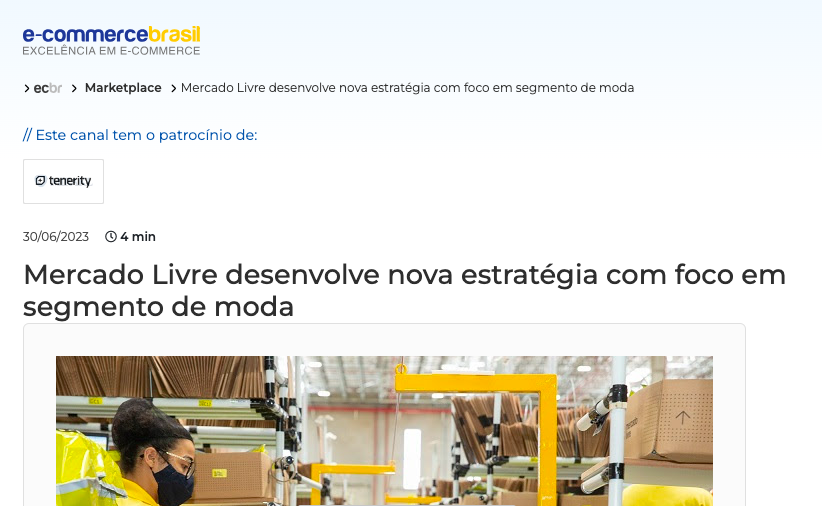 e-commercebrasil
EXCELÊNCIA EM E-COMMERCE
> ecbr > Marketplace > Mercado Livre desenvolve nova estratégia com foco em segmento de moda
// Este canal tem o patrocínio de:
tenerity
30/06/2023 4 min
Mercado Livre desenvolve nova estratégia com foco em
segmento de moda